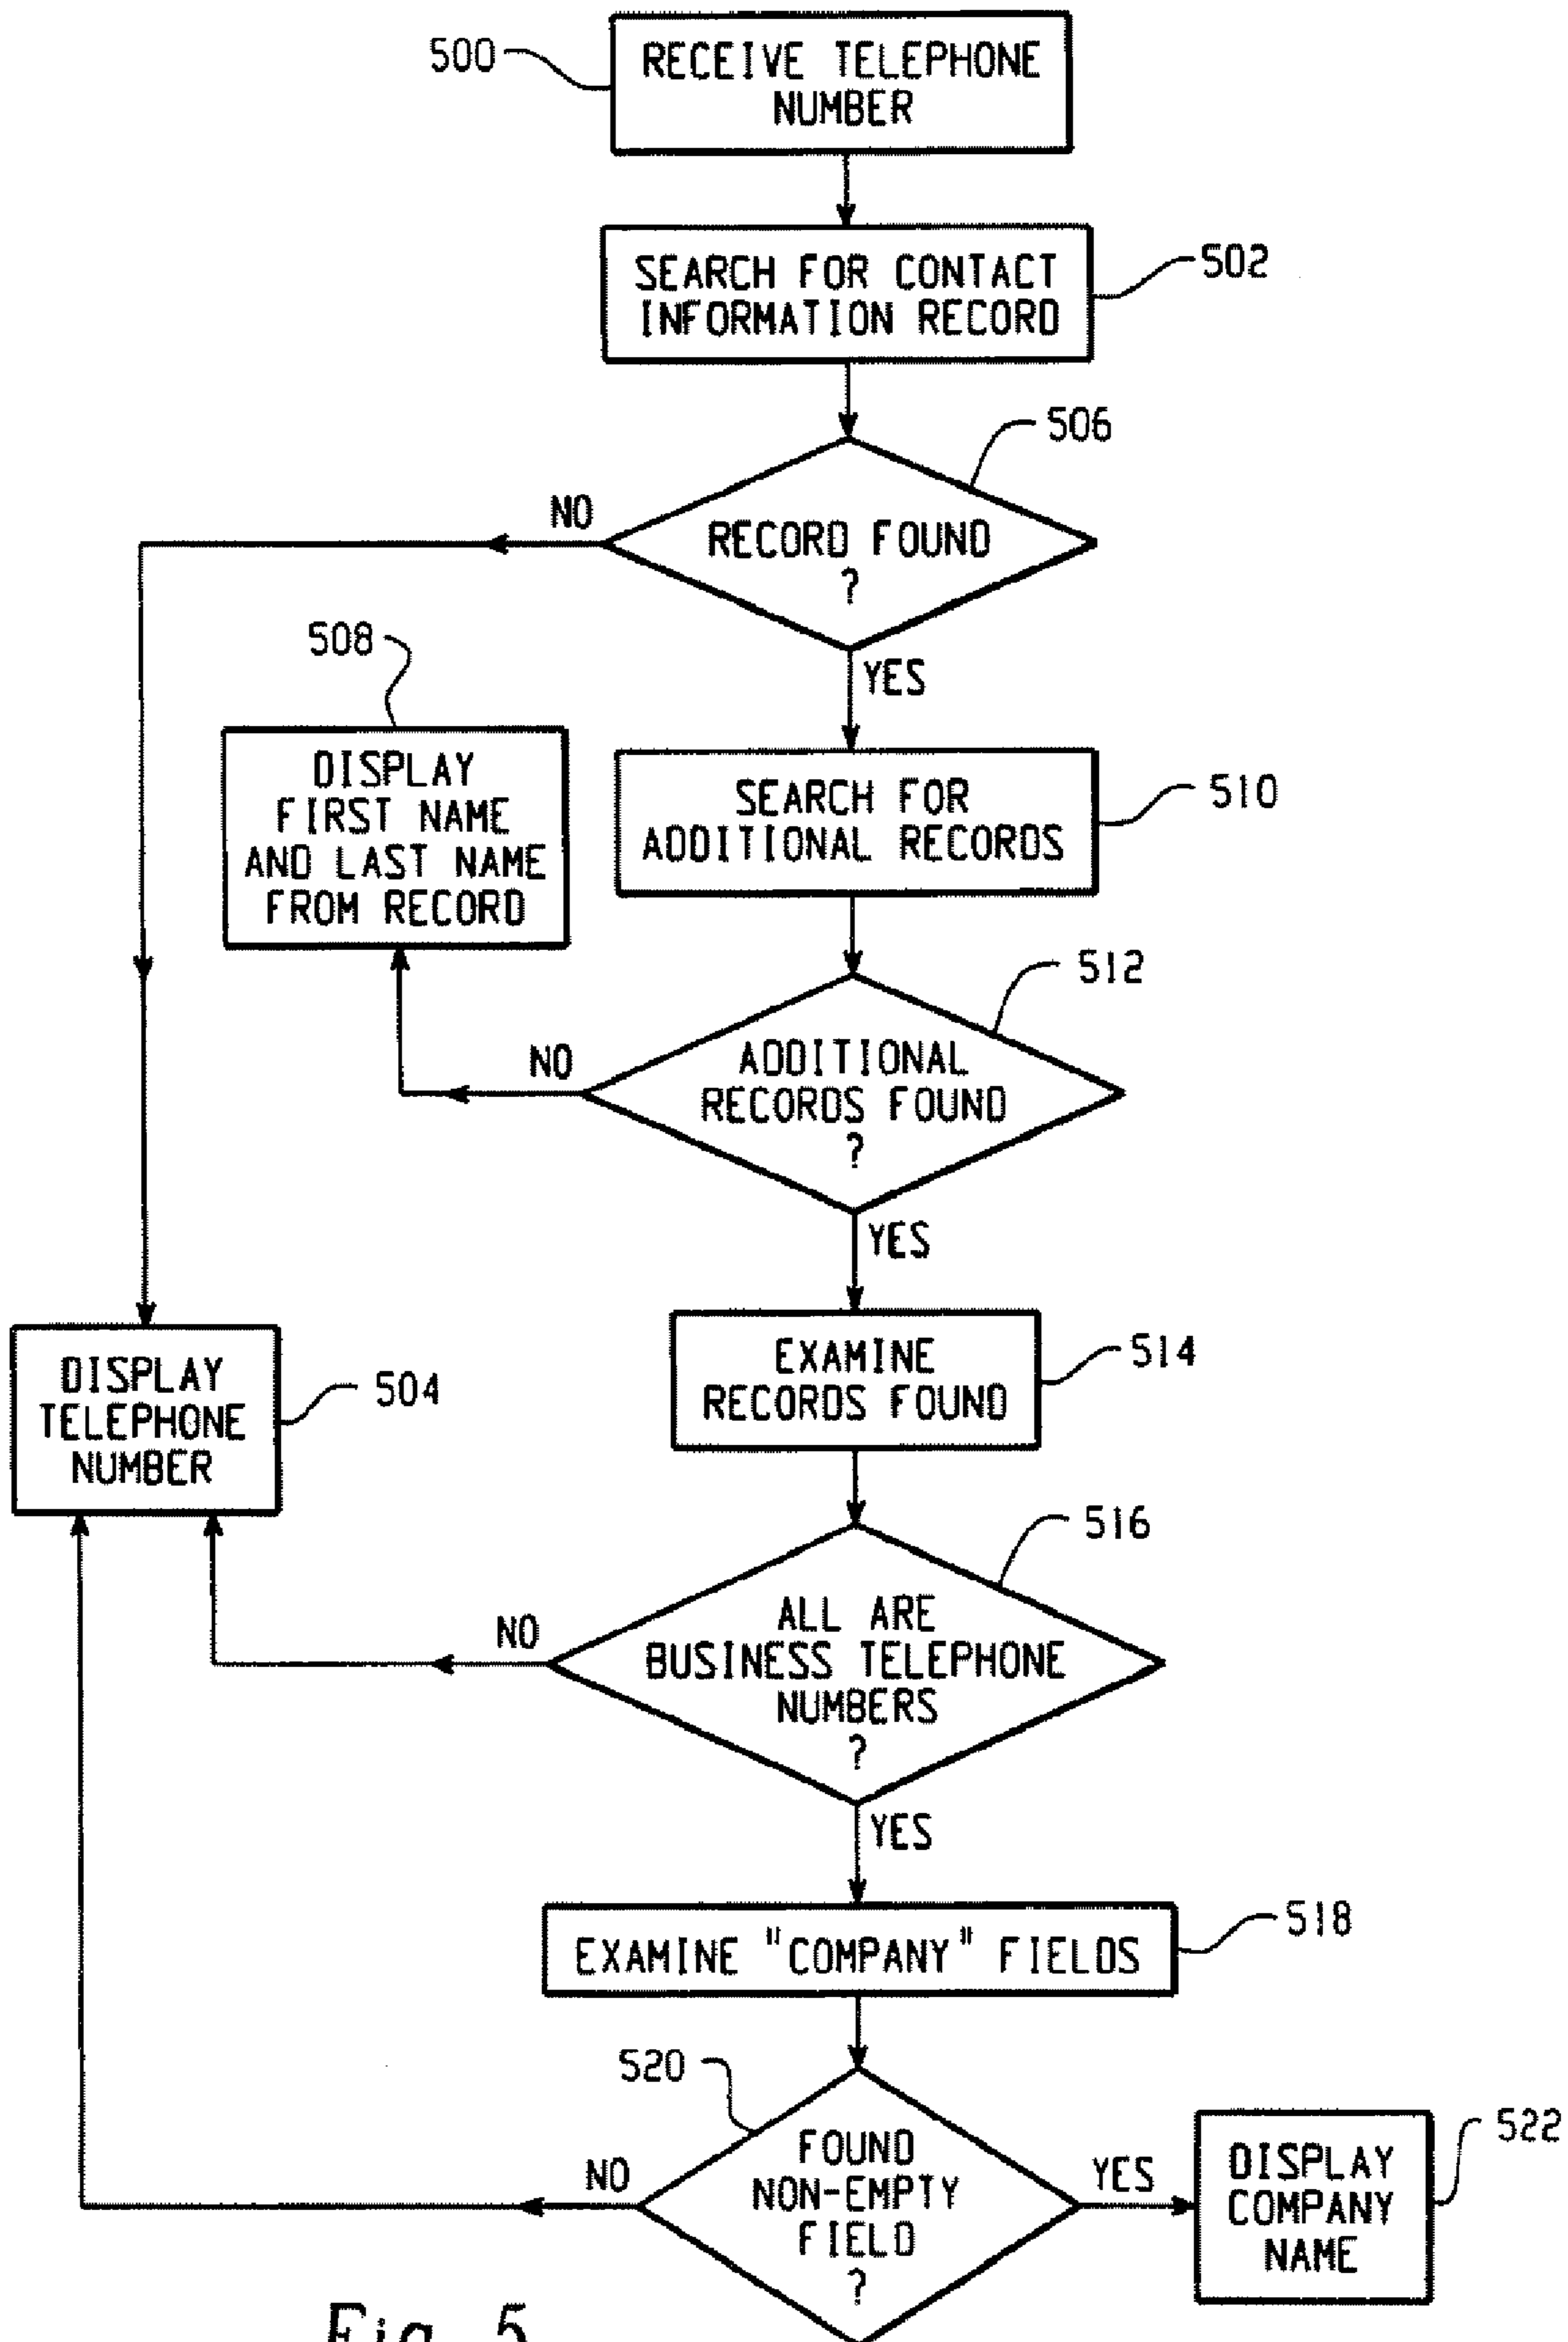 500
RECEIVE TELEPHONE
NUMBER
SEARCH FOR CONTACT
INFORMATION RECORD
502
506
NO
RECORD FOUND
?
508
YES
DISPLAY
FIRST NAME
AND LAST NAME
FROM RECORD
SEARCH FOR
ADDITIONAL RECORDS
510
512
NO
ADDITIONAL
RECORDS FOUND
?
YES
EXAMINE
RECORDS FOUND
514
DISPLAY
TELEPHONE
NUMBER
504
516
NO
ALL ARE
BUSINESS TELEPHONE
NUMBERS
?
YES
EXAMINE "COMPANY" FIELDS
518
520
NO
FOUND
NON-EMPTY
FIELD
?
YES
DISPLAY
COMPANY
NAME
522
Fig. 5